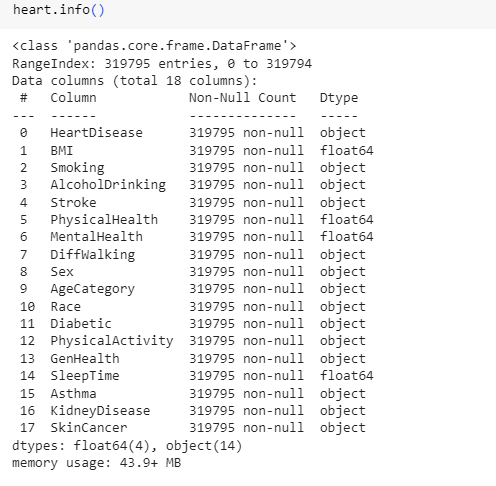 heart.info()
<class 'pandas.core.frame.DataFrame'>
RangeIndex: 319795 entries, 0 to 319794
Data columns (total 18 columns):
 #   Column            Non-Null Count   Dtype
---  ------            --------------   -----
 0   HeartDisease      319795 non-null  object
 1   BMI               319795 non-null  float64
 2   Smoking           319795 non-null  object
 3   AlcoholDrinking   319795 non-null  object
 4   Stroke            319795 non-null  object
 5   PhysicalHealth    319795 non-null  float64
 6   MentalHealth      319795 non-null  float64
 7   DiffWalking       319795 non-null  object
 8   Sex               319795 non-null  object
 9   AgeCategory       319795 non-null  object
 10  Race              319795 non-null  object
 11  Diabetic          319795 non-null  object
 12  PhysicalActivity  319795 non-null  object
 13  GenHealth         319795 non-null  object
 14  SleepTime         319795 non-null  float64
 15  Asthma            319795 non-null  object
 16  KidneyDisease     319795 non-null  object
 17  SkinCancer        319795 non-null  object
dtypes: float64(4), object(14)
memory usage: 43.9+ MB